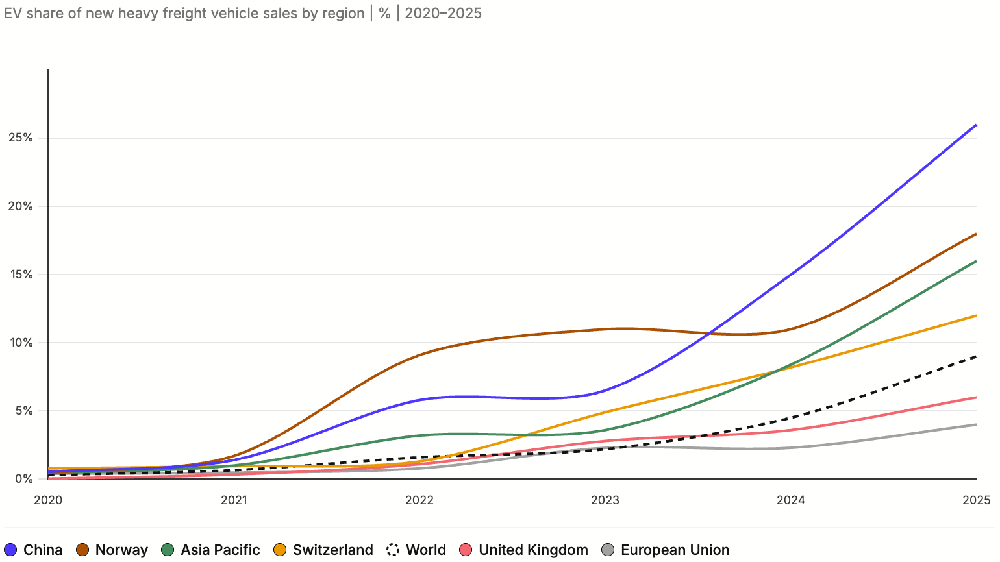 EV share of new heavy freight vehicle sales by region | % | 2020–2025
25%
20%
15%
10%
5%
0%
2020 2021 2022 2023 2024 2025
China Norway Asia Pacific Switzerland World United Kingdom European Union